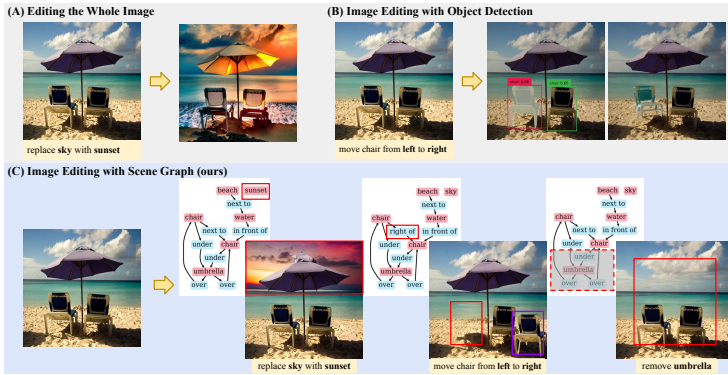 (A) Editing the Whole Image
replace sky with sunset
(B) Image Editing with Object Detection
move chair from left to right
(C) Image Editing with Scene Graph (ours)
beach sunset
next to
chair water
next to in front of
under chair
under
umbrella
over over
replace sky with sunset
beach sky
next to
chair water
right of in front of
under chair
under
umbrella
over over
move chair from left to right
beach sky
next to
chair water
next to in front of
under chair
under
umbrella
over over
remove umbrella